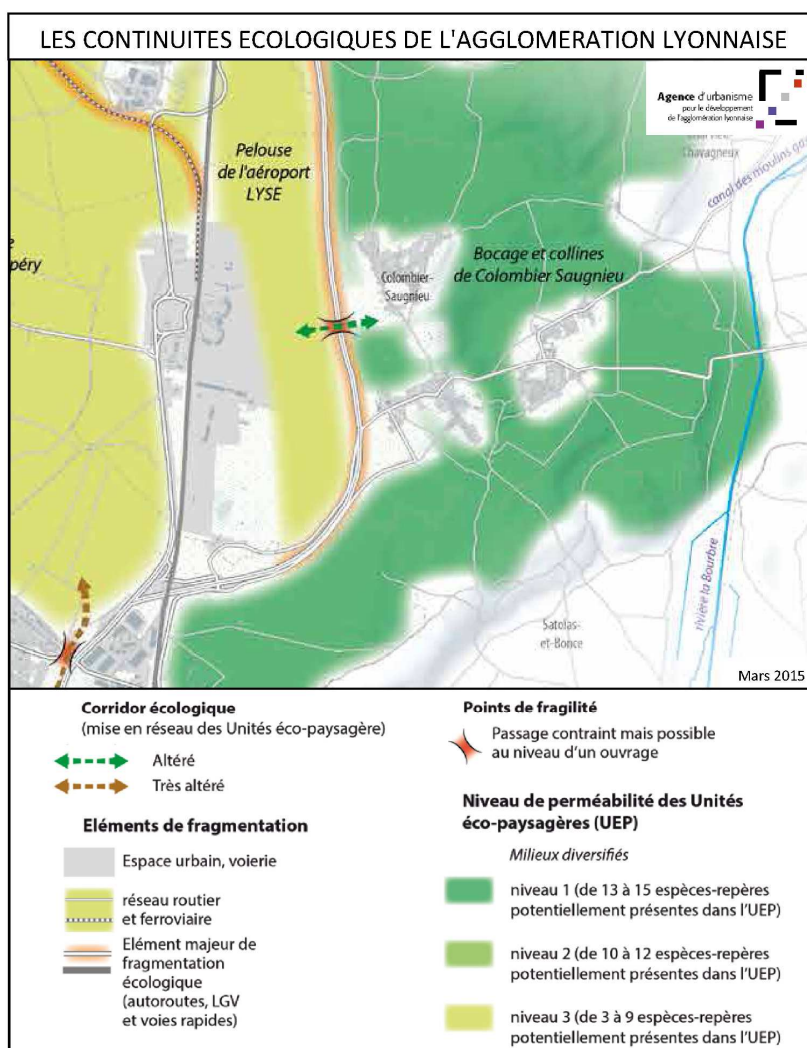 LES CONTINUITES ECOLOGIQUES DE L'AGGLOMERATION LYONNAISE
Agence d'urbanisme
pour le développement
de l'agglomération lyonnaise
Chavagneux
canal des moulins
Pelouse
de l'aéroport
LYSE
péry
Bocage et collines
de Colombier Saugnieu
Colombier-
Saugnieu
rivière la Bourbre
Satolas-
et-Bonce
Mars 2015
Corridor écologique
(mise en réseau des Unités éco-paysagère)
Altéré
Très altéré
Eléments de fragmentation
Espace urbain, voierie
réseau routier
et ferroviaire
Elément majeur de
fragmentation
écologique
(autoroutes, LGV
et voies rapides)
Points de fragilité
Passage contraint mais possible
au niveau d'un ouvrage
Niveau de perméabilité des Unités
éco-paysagères (UEP)
Milieux diversifiés
niveau 1 (de 13 à 15 espèces-repères
potentiellement présentes dans l'UEP)
niveau 2 (de 10 à 12 espèces-repères
potentiellement présentes dans l'UEP)
niveau 3 (de 3 à 9 espèces-repères
potentiellement présentes dans l'UEP)